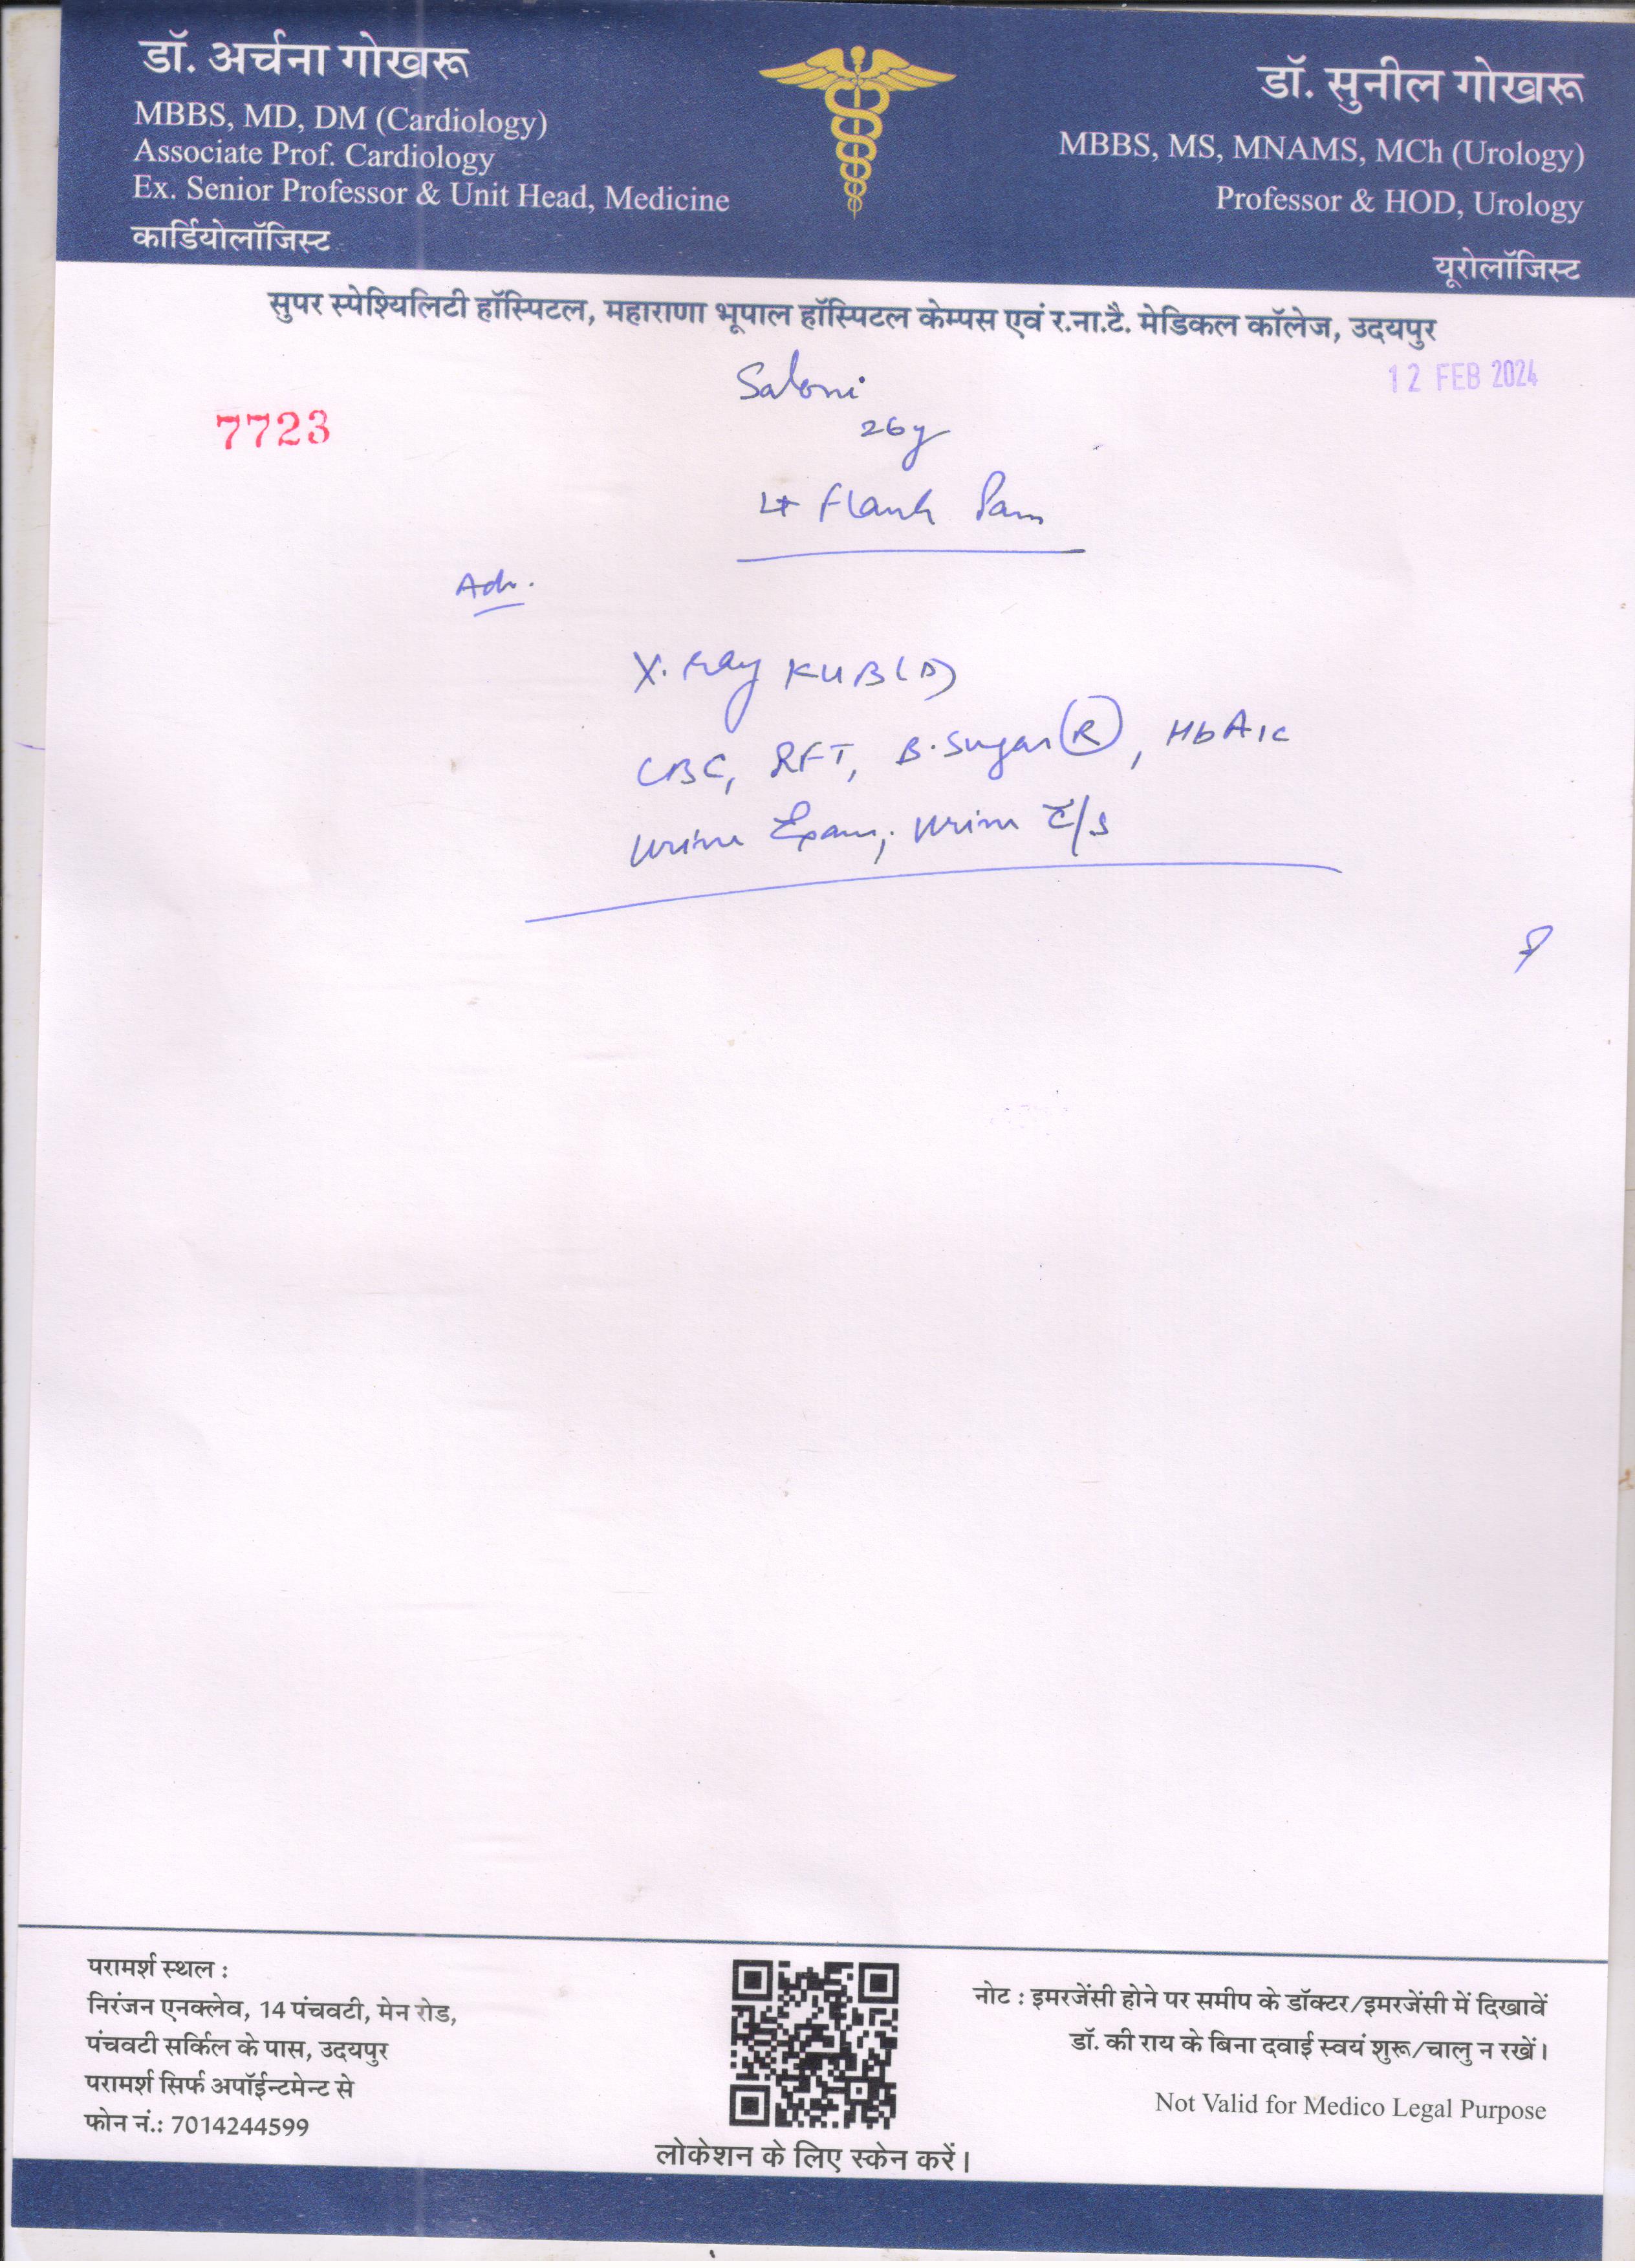 डॉ. अर्चना गोखरू
MBBS, MD, DM (Cardiology)
Associate Prof. Cardiology
Ex. Senior Professor & Unit Head, Medicine
कार्डियोलॉजिस्ट
डॉ. सुनील गोखरू
MBBS, MS, MNAMS, MCh (Urology)
Professor & HOD, Urology
यूरोलॉजिस्ट
सुपर स्पेश्यिलिटी हॉस्पिटल, महाराणा भूपाल हॉस्पिटल केम्पस एवं र.ना.टै. मेडिकल कॉलेज, उदयपुर
12 FEB 2024
7723
Saloni
26y
Lt Flank Pain
Adv.
X. Ray KUB (D)
CBC, RFT, B. Sugar (R), HbA1c
Urine Exam, Urine C/S
परामर्श स्थल :
निरंजन एनक्लेव, 14 पंचवटी, मेन रोड,
पंचवटी सर्किल के पास, उदयपुर
परामर्श सिर्फ अपॉईन्टमेन्ट से
फोन नं.: 7014244599
लोकेशन के लिए स्केन करें।
नोट : इमरजेंसी होने पर समीप के डॉक्टर/इमरजेंसी में दिखावें
डॉ. की राय के बिना दवाई स्वयं शुरू/चालु न रखें।
Not Valid for Medico Legal Purpose